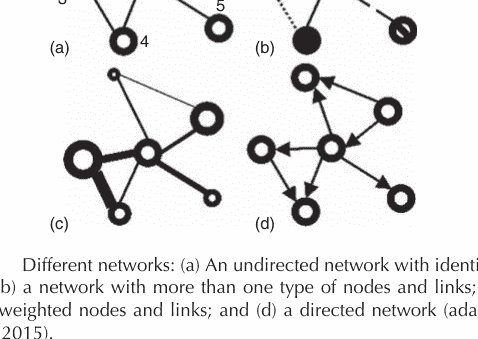 5
(a)
4
(b)
(c)
(d)
Different networks: (a) An undirected network with identi
b) a network with more than one type of nodes and links;
weighted nodes and links; and (d) a directed network (ada
2015).